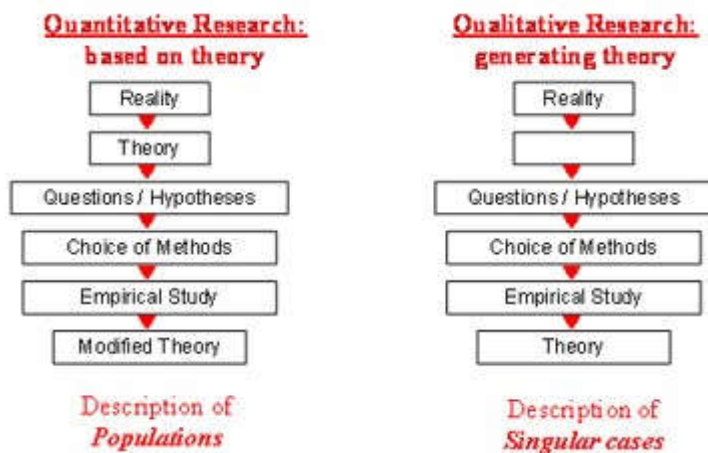 Quantitative Research:
based on theory
Reality
Theory
Questions / Hypotheses
Choice of Methods
Empirical Study
Modified Theory
Description of
Populations
Qualitative Research:
generating theory
Reality
Questions / Hypotheses
Choice of Methods
Empirical Study
Theory
Description of
Singular cases